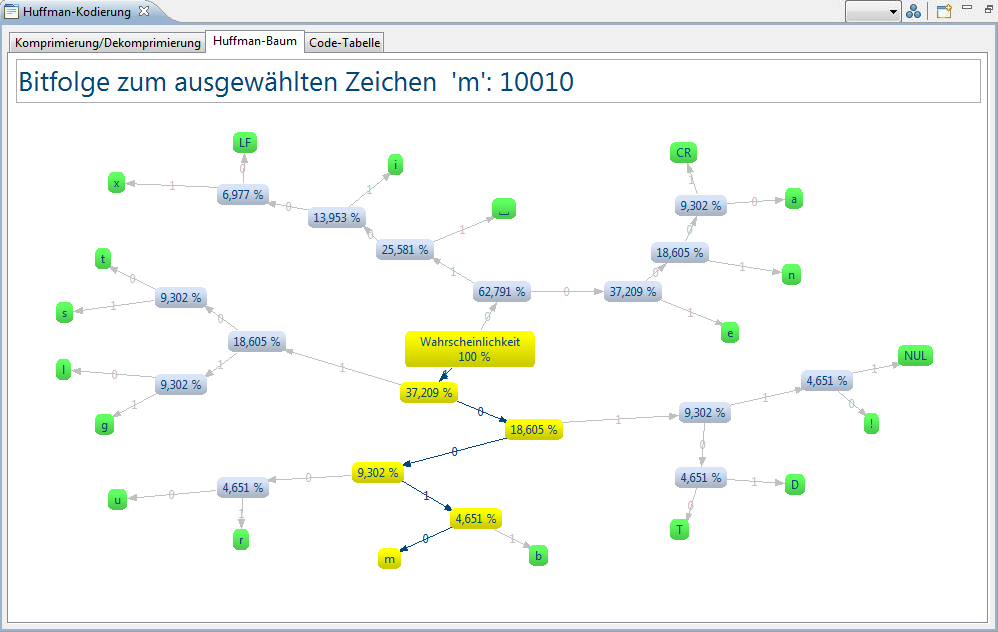 Huffman-Kodierung
Komprimierung/Dekomprimierung Huffman-Baum Code-Tabelle
Bitfolge zum ausgewählten Zeichen 'm': 10010
LF
CR
i
x
1
0
6,977 %
0
1
13,953 %
0
25,581 %
1
␣
1
9,302 %
0
a
0
18,605 %
1
n
t
0
9,302 %
1
s
0
1
62,791 %
0
37,209 %
0
1
e
0
18,605 %
1
Wahrscheinlichkeit
100 %
l
0
9,302 %
1
g
1
37,209 %
0
18,605 %
1
9,302 %
1
4,651 %
1
NUL
0
!
0
0
4,651 %
1
D
0
T
9,302 %
0
4,651 %
0
u
1
r
1
4,651 %
0
m
1
b